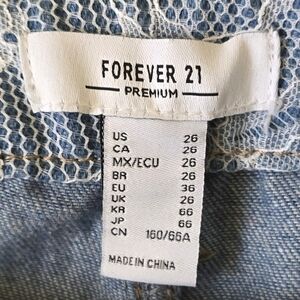 FOREVER 21
PREMIUM
US 26
CA 26
MX/ECU 26
BR 26
EU 36
UK 26
KR 66
JP 66
CN 160/66A
MADE IN CHINA